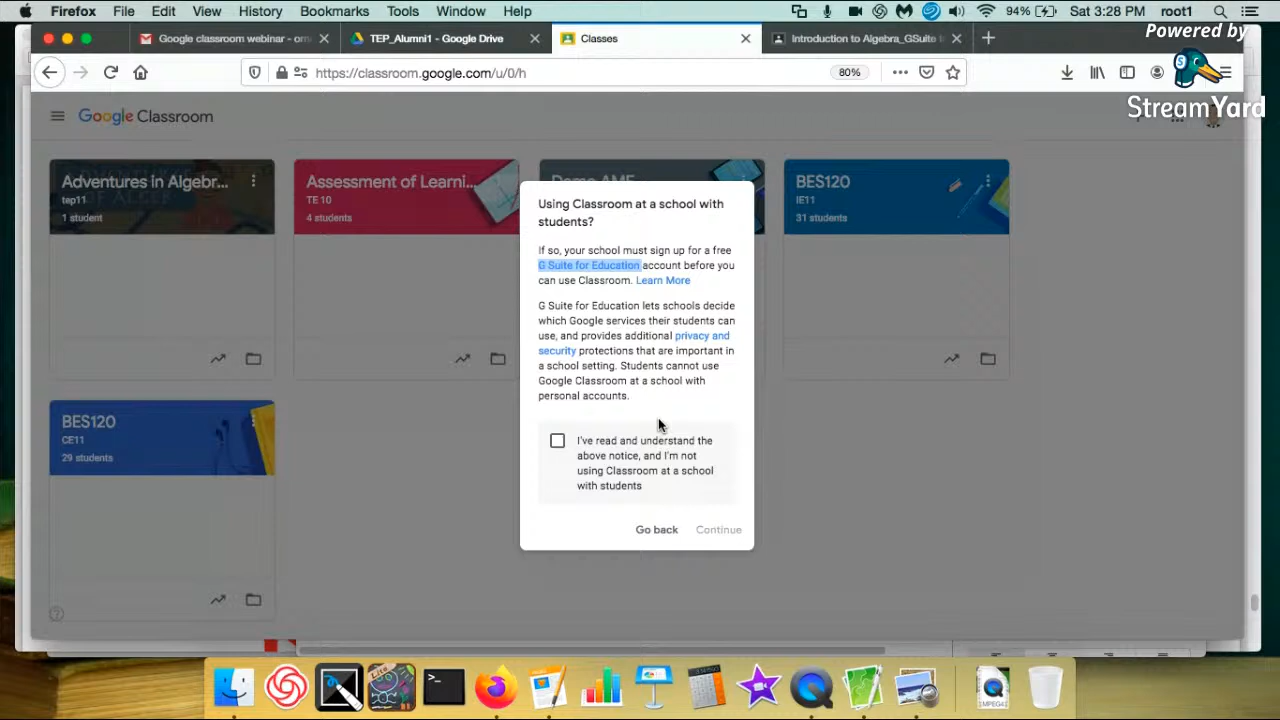 Firefox File Edit View History Bookmarks Tools Window Help 94% Sat 3:28 PM root1
Powered by
StreamYard
Google classroom webinar - om
TEP_Alumni1 - Google Drive
Classes
Introduction to Algebra_GSuite f
https://classroom.google.com/u/0/h
80%
Google Classroom
Adventures in Algebr...
tep11
1 student
Assessment of Learni...
TE 10
4 students
BES120
IE11
31 students
BES120
CE11
29 students
Using Classroom at a school with
students?
If so, your school must sign up for a free
G Suite for Education account before you
can use Classroom. Learn More
G Suite for Education lets schools decide
which Google services their students can
use, and provides additional privacy and
security protections that are important in
a school setting. Students cannot use
Google Classroom at a school with
personal accounts.
I've read and understand the
above notice, and I'm not
using Classroom at a school
with students
Go back Continue